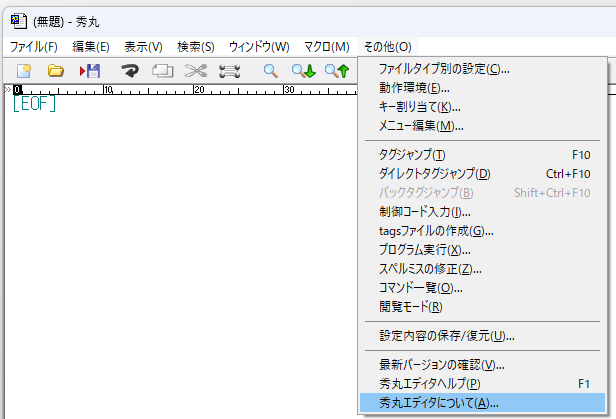 (無題) - 秀丸
ファイル(F) 編集(E) 表示(V) 検索(S) ウィンドウ(W) マクロ(M) その他(O)
0 10 20 30
[EOF]
ファイルタイプ別の設定(C)...
動作環境(E)...
キー割り当て(K)...
メニュー編集(M)...
タグジャンプ(T) F10
ダイレクトタグジャンプ(D) Ctrl+F10
バックタグジャンプ(B) Shift+Ctrl+F10
制御コード入力(I)...
tagsファイルの作成(G)...
プログラム実行(X)...
スペルミスの修正(Z)...
コマンド一覧(O)...
閲覧モード(R)
設定内容の保存/復元(U)...
最新バージョンの確認(V)...
秀丸エディタヘルプ(P) F1
秀丸エディタについて(A)...